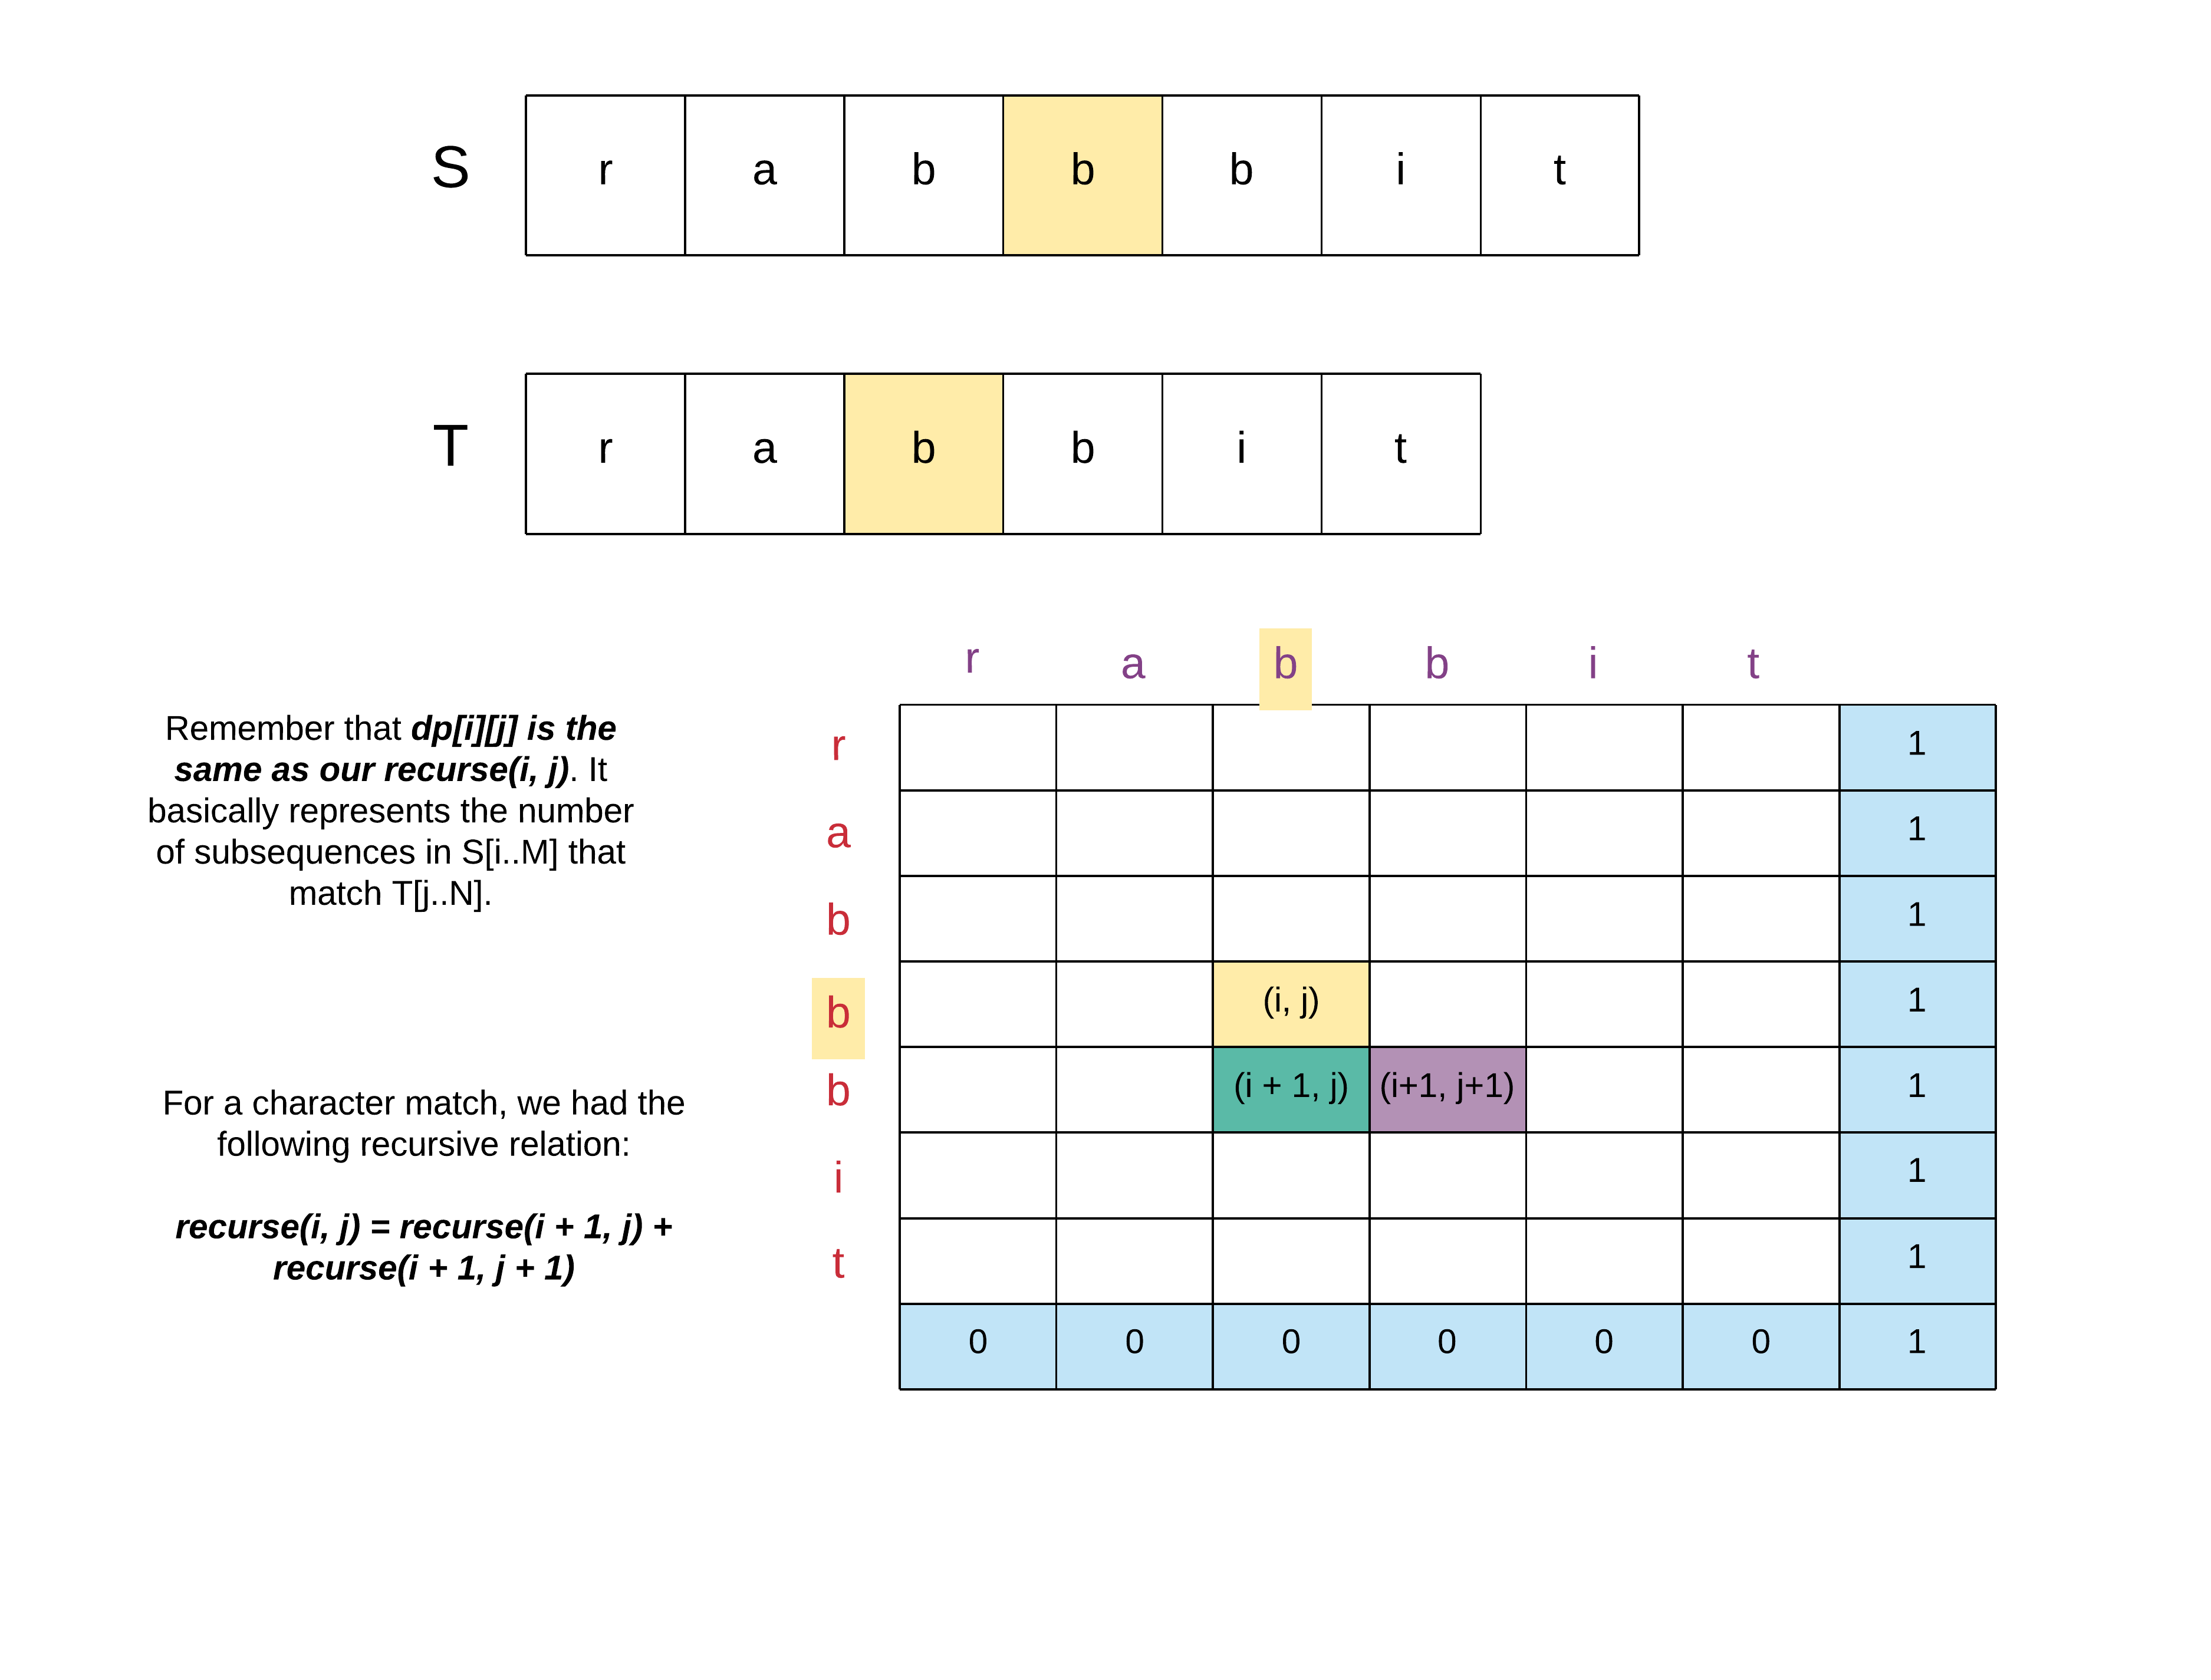 S r a b b b i t
T r a b b i t
r a b b i t
Remember that dp[i][j] is the
same as our recurse(i, j). It
basically represents the number
of subsequences in S[i..M] that
match T[j..N].
For a character match, we had the
following recursive relation:
recurse(i, j) = recurse(i + 1, j) +
recurse(i + 1, j + 1)
r 1
a 1
b 1
b (i, j) 1
b (i + 1, j) (i+1, j+1) 1
i 1
t 1
0 0 0 0 0 0 1